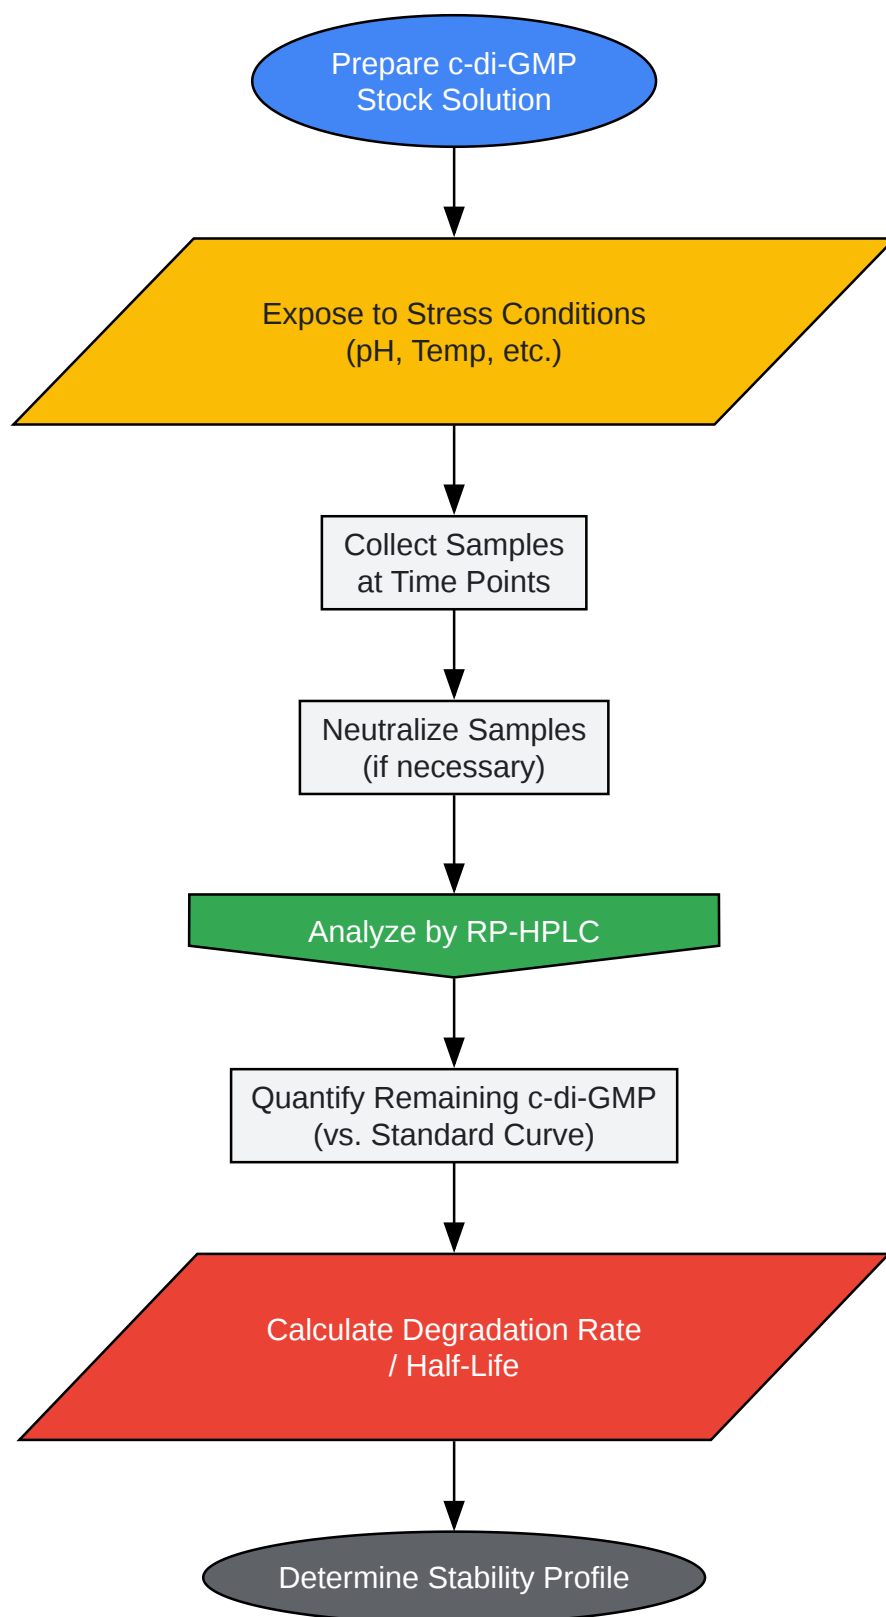 Prepare c-di-GMP
Stock Solution
Expose to Stress Conditions
(pH, Temp, etc.)
Collect Samples
at Time Points
Neutralize Samples
(if necessary)
Analyze by RP-HPLC
Quantify Remaining c-di-GMP
(vs. Standard Curve)
Calculate Degradation Rate
/ Half-Life
Determine Stability Profile